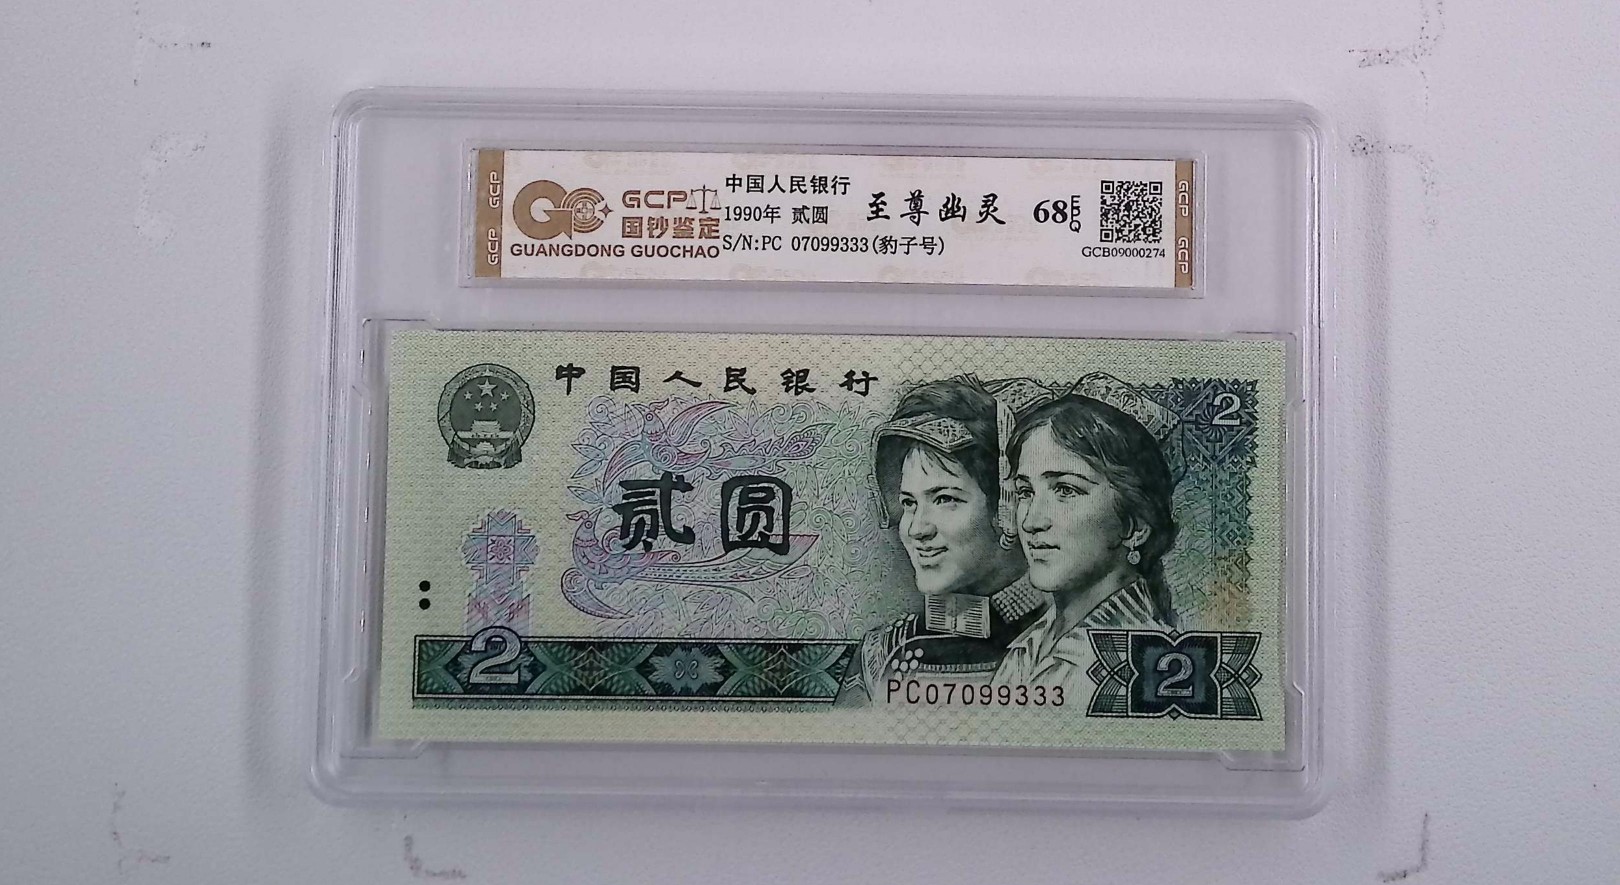 GCP
GCP
GCP
国钞鉴定
GUANGDONG GUOCHAO
中国人民银行
1990年 贰圆
S/N:PC 07099333(豹子号)
至尊幽灵
68 EPQ
GCB09000274
GCP
GCP
中国人民银行
2
贰圆
2
PC07099333
2